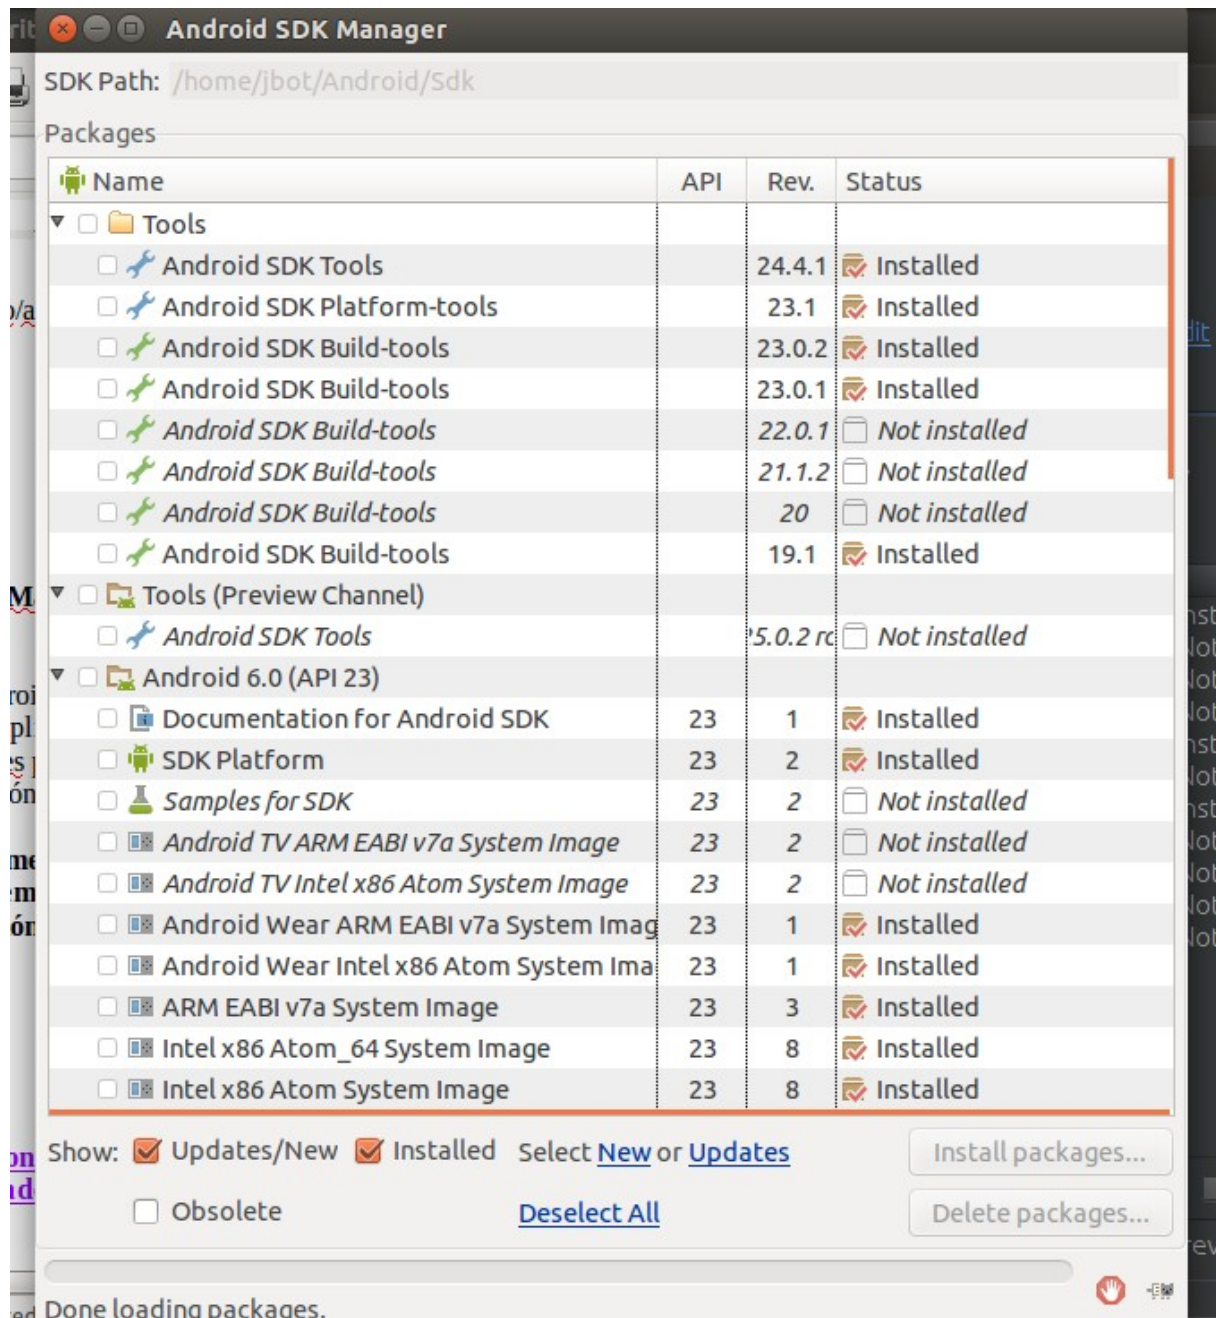 Android SDK Manager
SDK Path: /home/jbot/Android/Sdk
Packages
Name API Rev. Status
Tools
Android SDK Tools 24.4.1 Installed
Android SDK Platform-tools 23.1 Installed
Android SDK Build-tools 23.0.2 Installed
Android SDK Build-tools 23.0.1 Installed
Android SDK Build-tools 22.0.1 Not installed
Android SDK Build-tools 21.1.2 Not installed
Android SDK Build-tools 20 Not installed
Android SDK Build-tools 19.1 Installed
Tools (Preview Channel)
Android SDK Tools 5.0.2 rc Not installed
Android 6.0 (API 23)
Documentation for Android SDK 23 1 Installed
SDK Platform 23 2 Installed
Samples for SDK 23 2 Not installed
Android TV ARM EABI v7a System Image 23 2 Not installed
Android TV Intel x86 Atom System Image 23 2 Not installed
Android Wear ARM EABI v7a System Imag 23 1 Installed
Android Wear Intel x86 Atom System Ima 23 1 Installed
ARM EABI v7a System Image 23 3 Installed
Intel x86 Atom_64 System Image 23 8 Installed
Intel x86 Atom System Image 23 8 Installed
Show: Updates/New Installed Select New or Updates Install packages...
Obsolete Deselect All Delete packages...
Done loading packages.